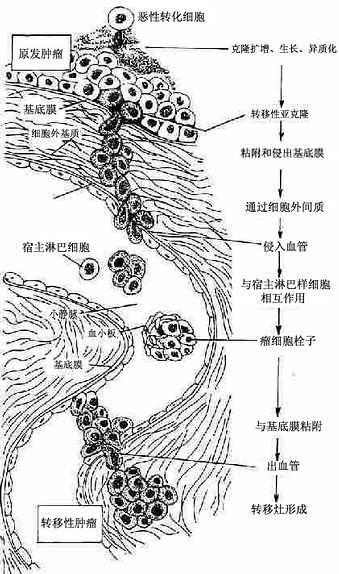 恶性转化细胞
原发肿瘤
克隆扩增、生长、异质化
基底膜
转移性亚克隆
细胞外基质
粘附和侵出基底膜
通过细胞外间质
宿主淋巴细胞
侵入血管
与宿主淋巴样细胞
相互作用
血小板
瘤细胞栓子
基底膜
与基底膜粘附
出血管
转移性肿瘤
转移灶形成